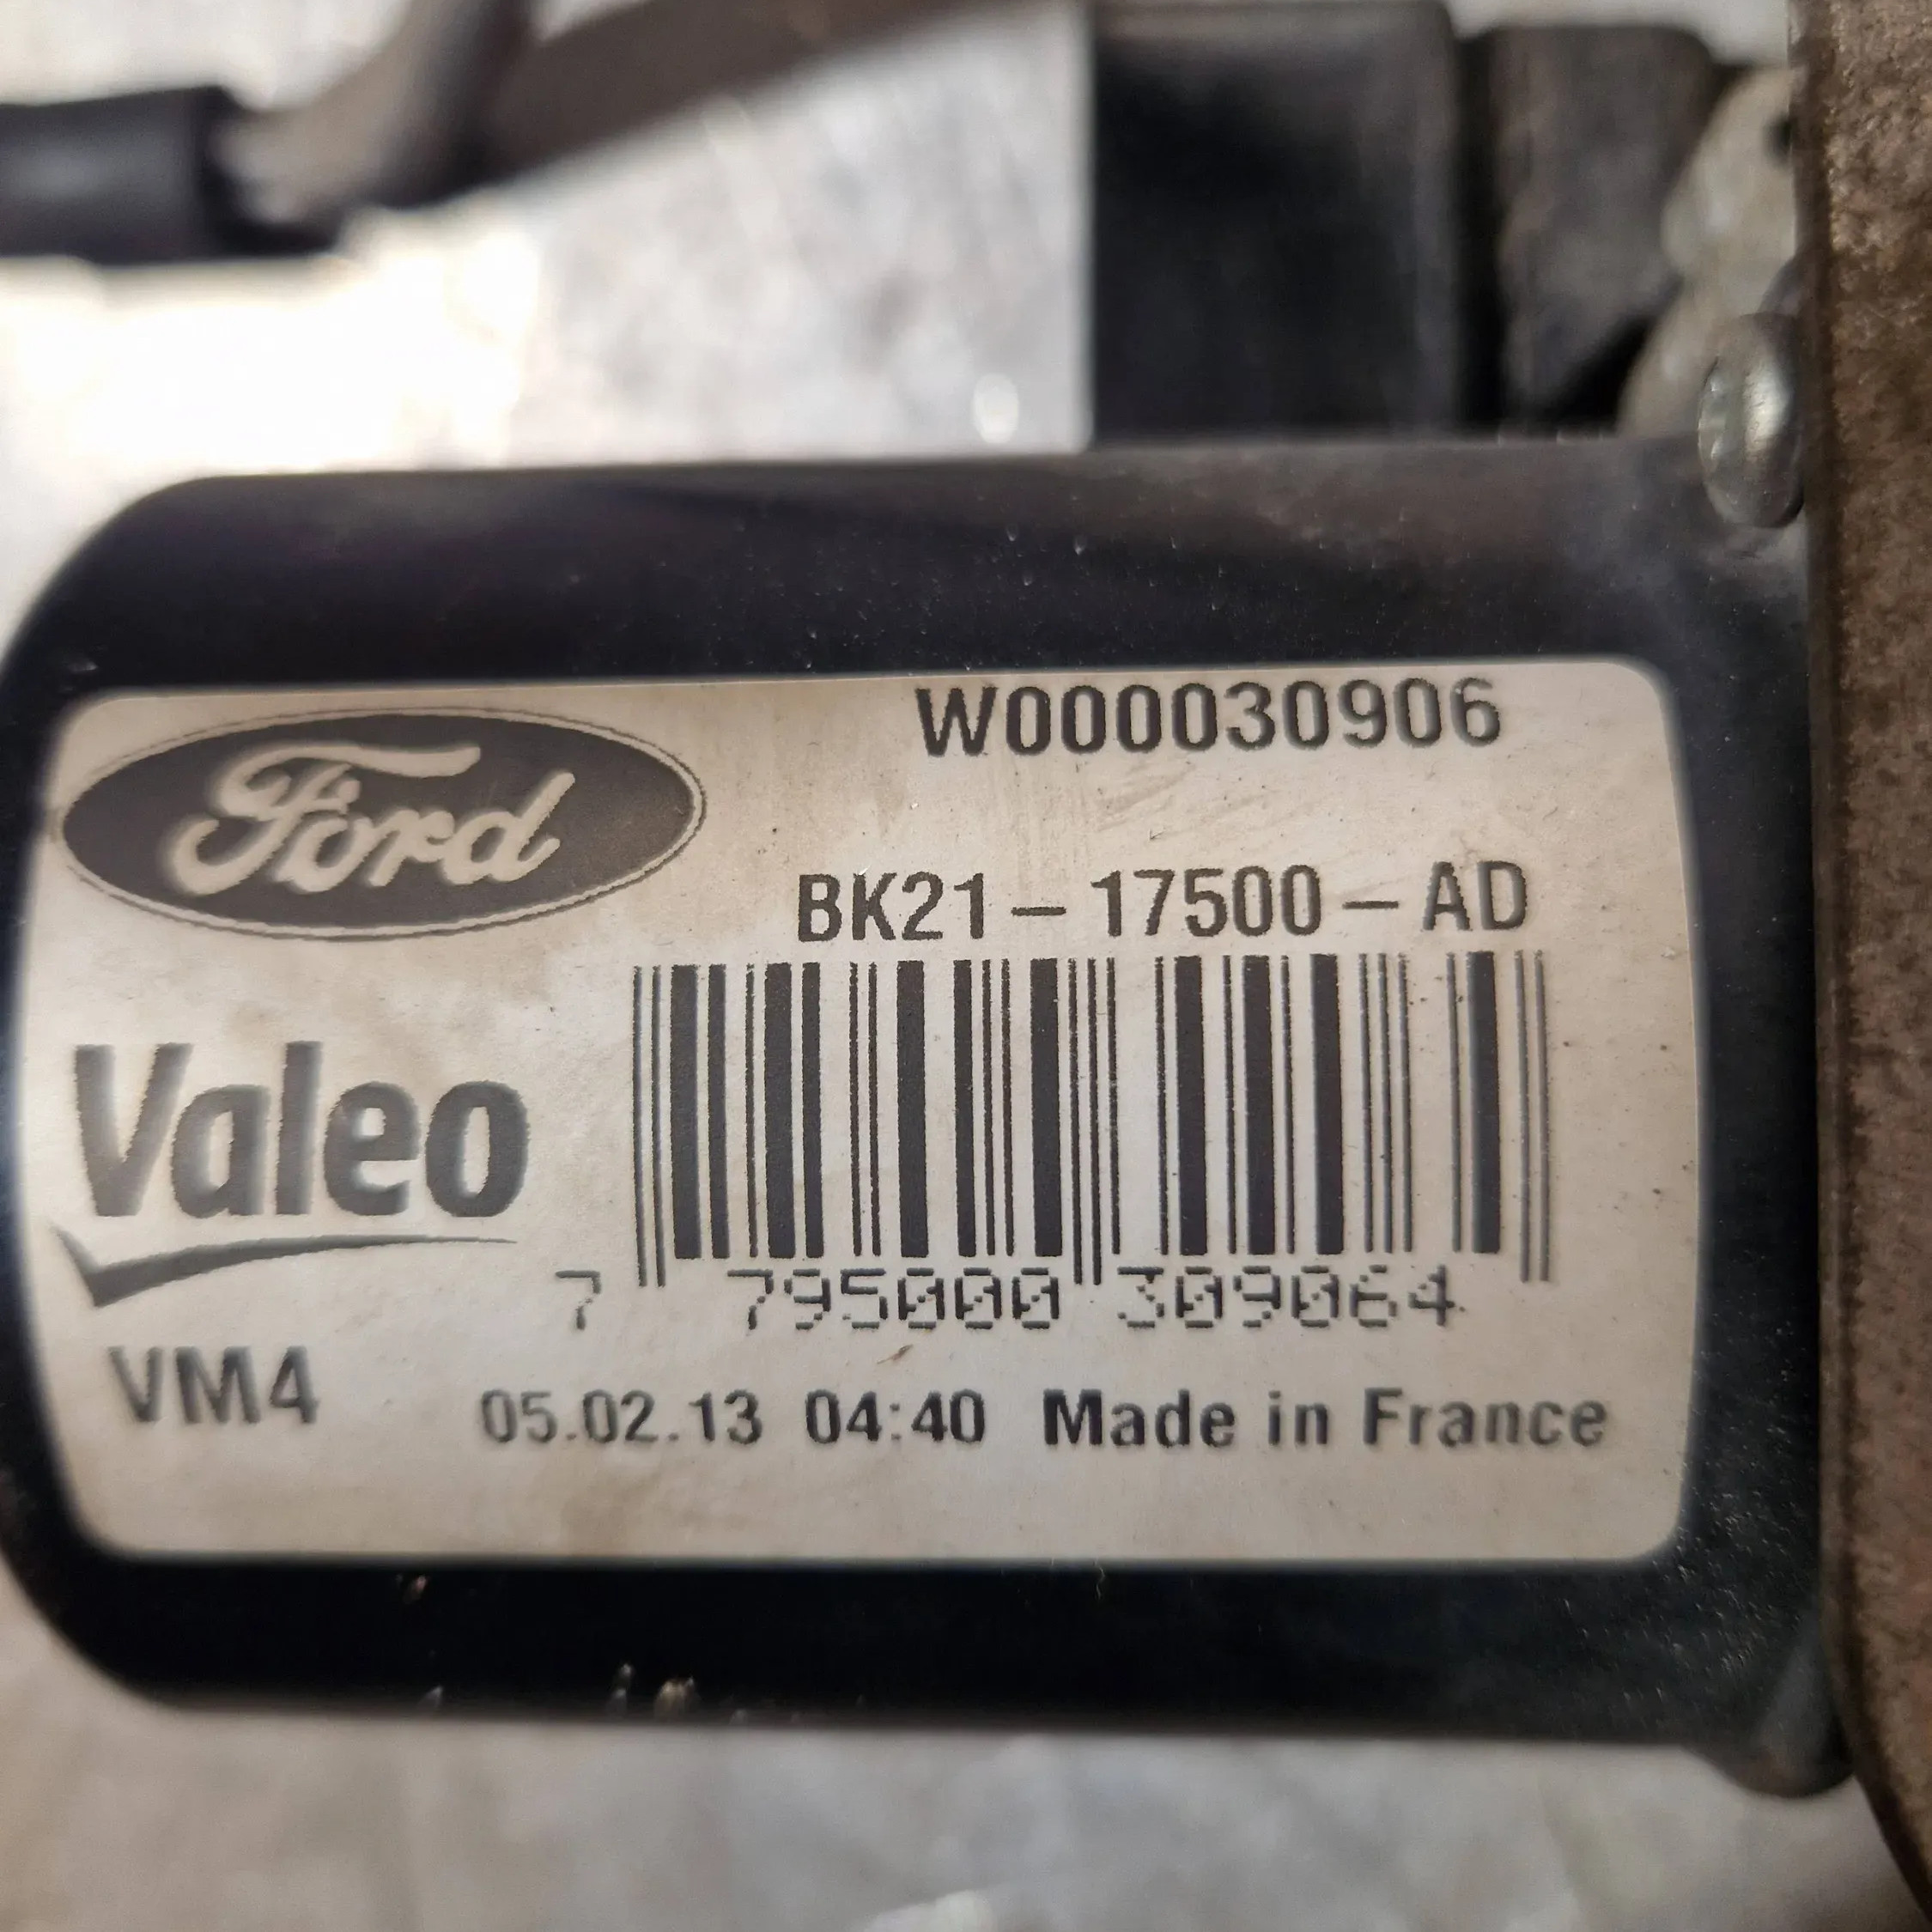 W000030906
Ford
BK21-17500-AD
Valeo
7 795000 309064
VM4
05.02.13 04:40 Made in France